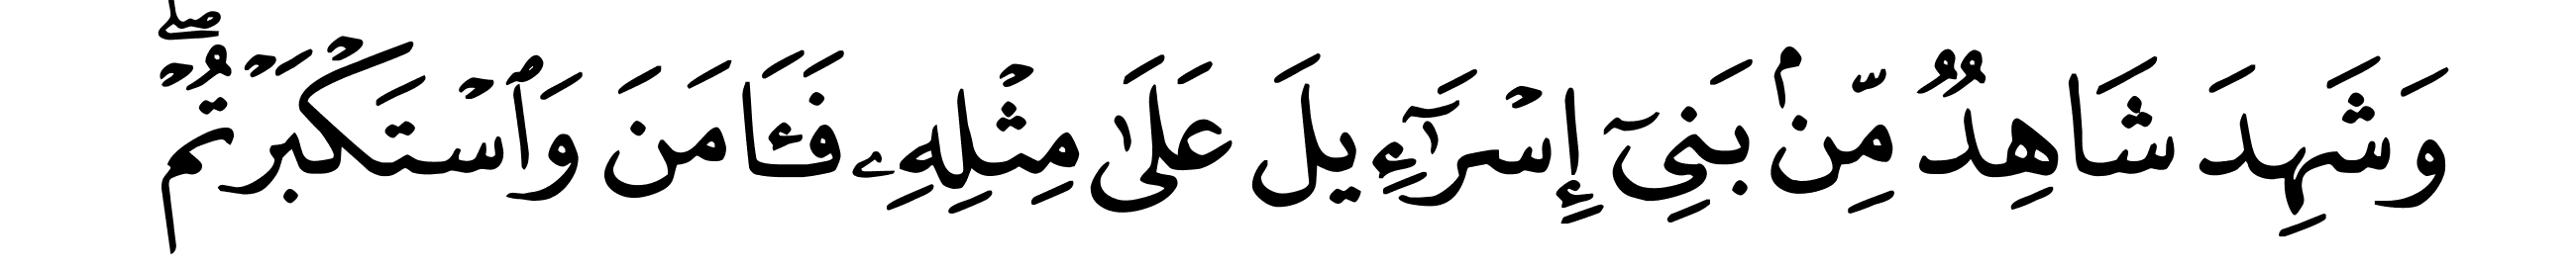 وَشَهِدَ شَاهِدٌ مِّنۢ بَنِيٓ إِسۡرَٰٓءِيلَ عَلَىٰ مِثۡلِهِۦ فَـَٔامَنَ وَٱسۡتَكۡبَرۡتُمۡۖ